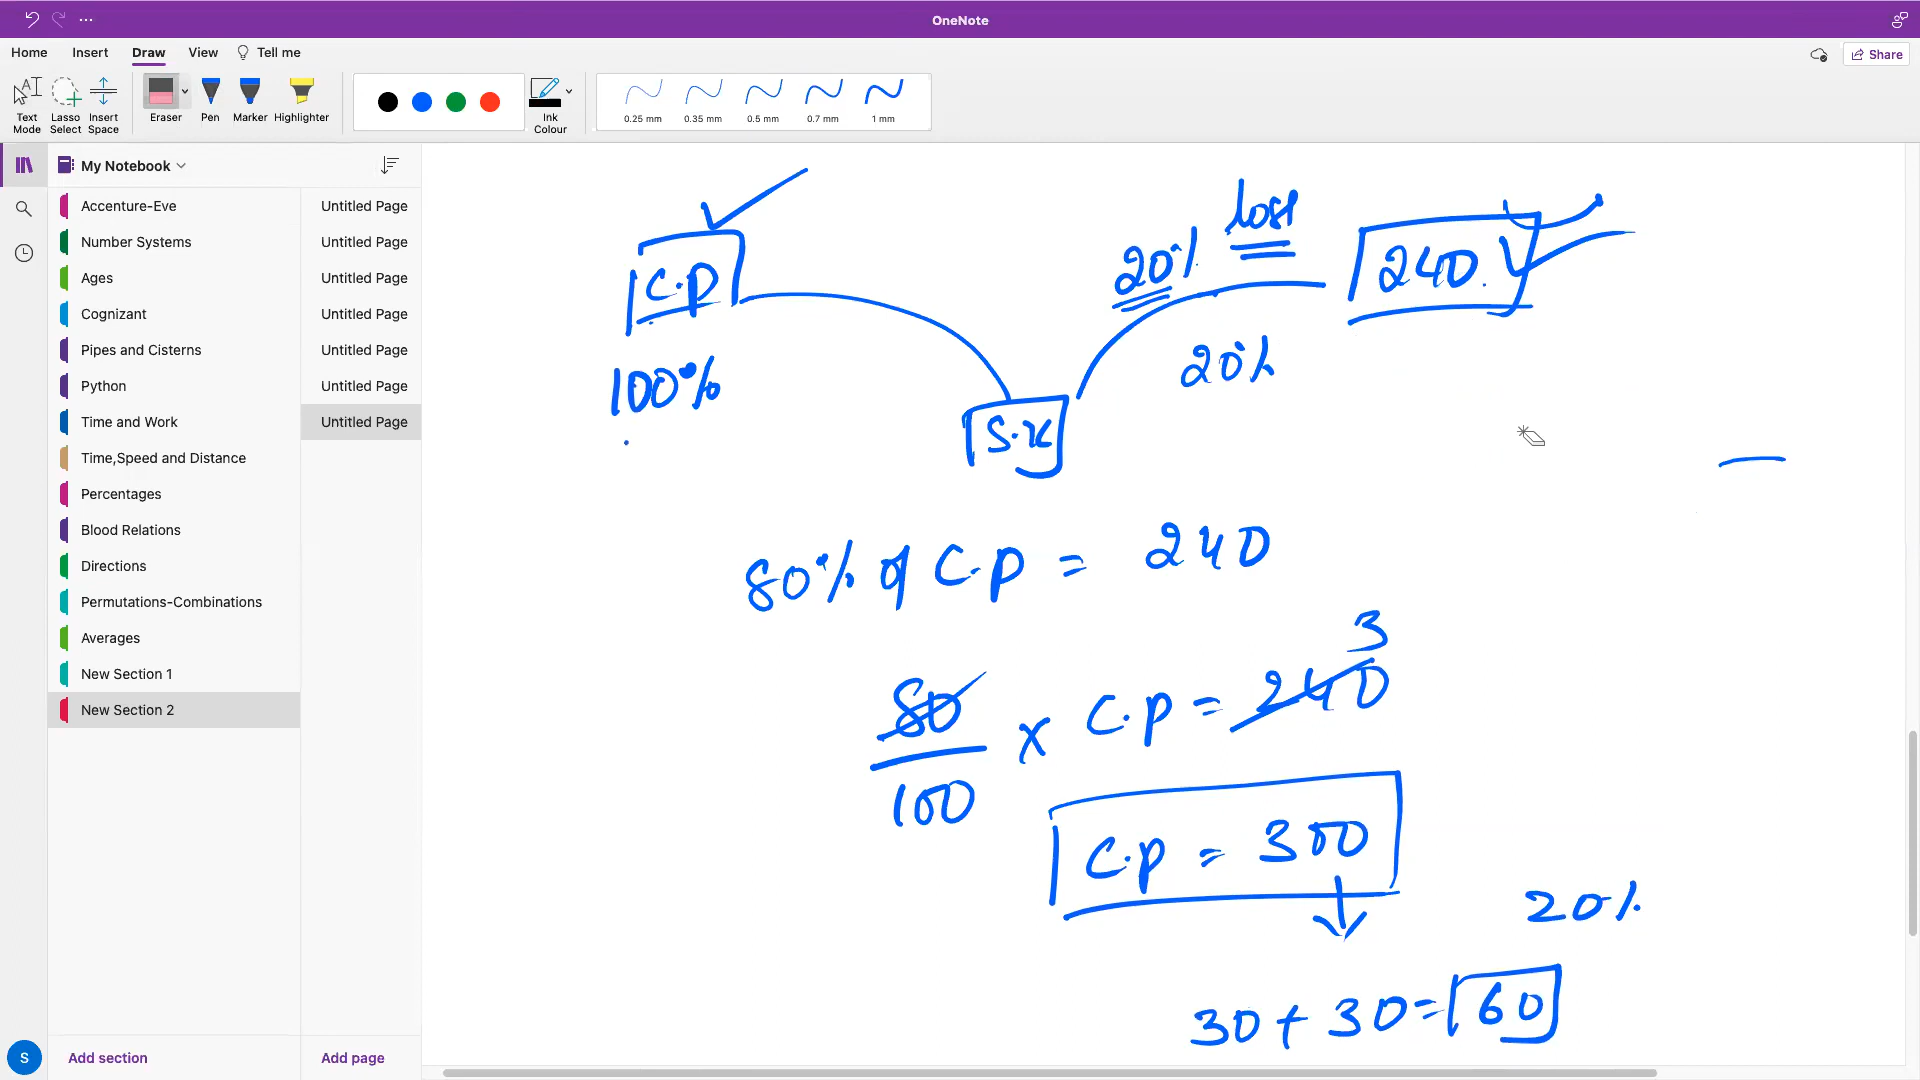 OneNote
Home Insert Draw View Tell me
Share
Text Mode
Lasso Select
Insert Space
Eraser
Pen
Marker
Highlighter
Ink Colour
0.25 mm
0.35 mm
0.5 mm
0.7 mm
1 mm
My Notebook
Accenture-Eve
Number Systems
Ages
Cognizant
Pipes and Cisterns
Python
Time and Work
Time,Speed and Distance
Percentages
Blood Relations
Directions
Permutations-Combinations
Averages
New Section 1
New Section 2
Add section
S
Untitled Page
Untitled Page
Untitled Page
Untitled Page
Untitled Page
Untitled Page
Untitled Page
Add page
C.P
20% loss
240.
100%
20%
80% of C.P = 240
3
80
100
x C.P = 240
C.P = 300
20%
30 + 30 = 60